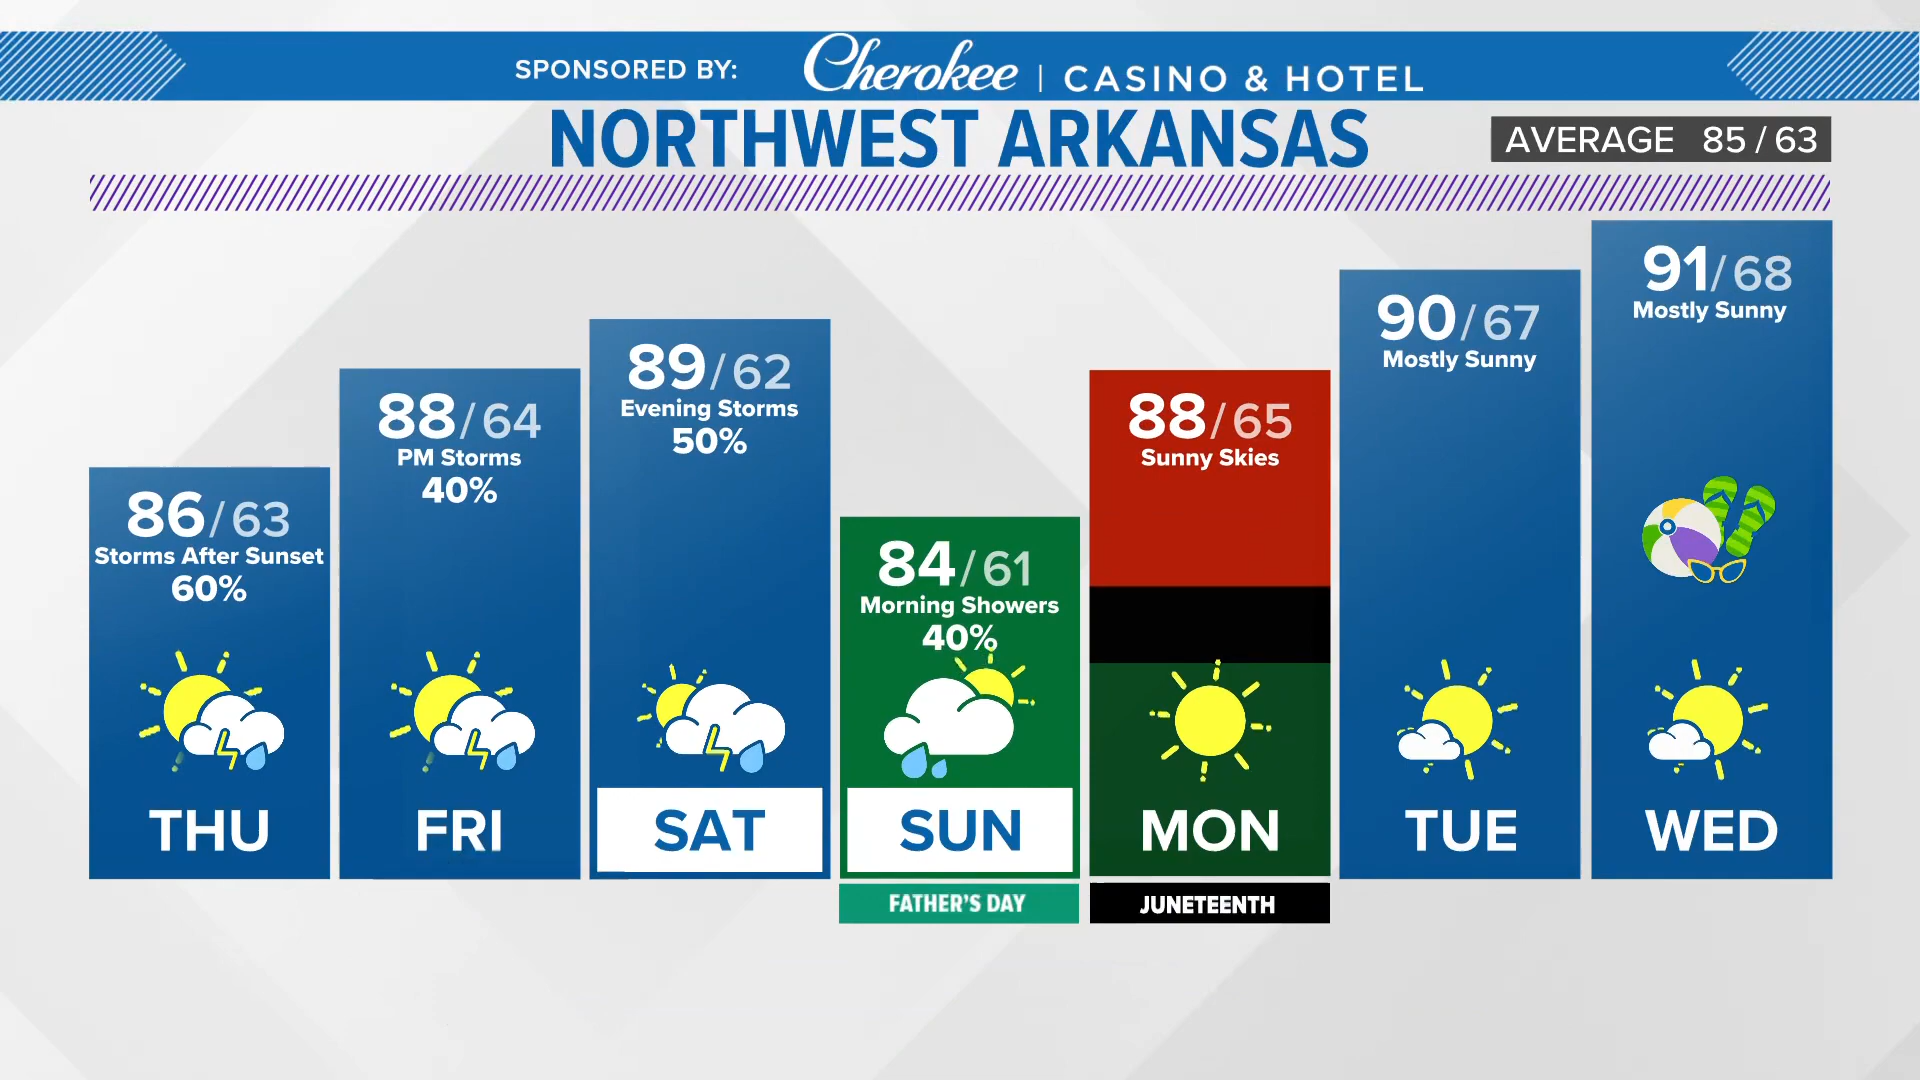 SPONSORED BY: Cherokee | CASINO & HOTEL
NORTHWEST ARKANSAS
AVERAGE 85 / 63
86/63
Storms After Sunset
60%
THU
88/64
PM Storms
40%
FRI
89/62
Evening Storms
50%
SAT
84/61
Morning Showers
40%
SUN
FATHER'S DAY
88/65
Sunny Skies
MON
JUNETEENTH
90/67
Mostly Sunny
TUE
91/68
Mostly Sunny
WED